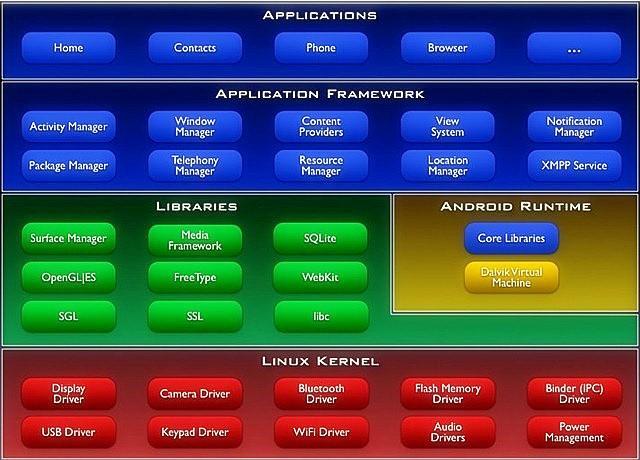 APPLICATIONS
Home
Contacts
Phone
Browser
...
APPLICATION FRAMEWORK
Activity Manager
Window
Manager
Content
Providers
View
System
Notification
Manager
Package Manager
Telephony
Manager
Resource
Manager
Location
Manager
XMPP Service
LIBRARIES
Surface Manager
Media
Framework
SQLite
OpenGL|ES
FreeType
WebKit
SGL
SSL
libc
ANDROID RUNTIME
Core Libraries
Dalvik Virtual
Machine
LINUX KERNEL
Display
Driver
Camera Driver
Bluetooth
Driver
Flash Memory
Driver
Binder (IPC)
Driver
USB Driver
Keypad Driver
WiFi Driver
Audio
Drivers
Power
Management